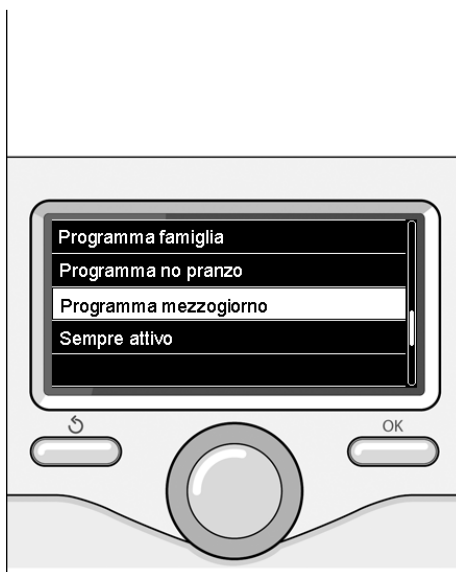 Programma famiglia
Programma no pranzo
Programma mezzogiorno
Sempre attivo
OK